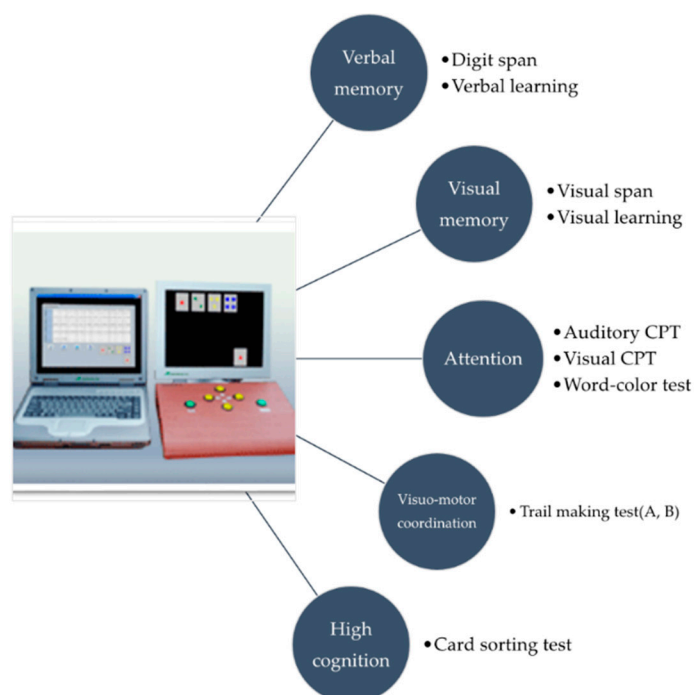 Verbal
memory
•Digit span
•Verbal learning
Visual
memory
•Visual span
•Visual learning
Attention
•Auditory CPT
•Visual CPT
•Word-color test
Visuo-motor
coordination
•Trail making test(A, B)
High
cognition
•Card sorting test